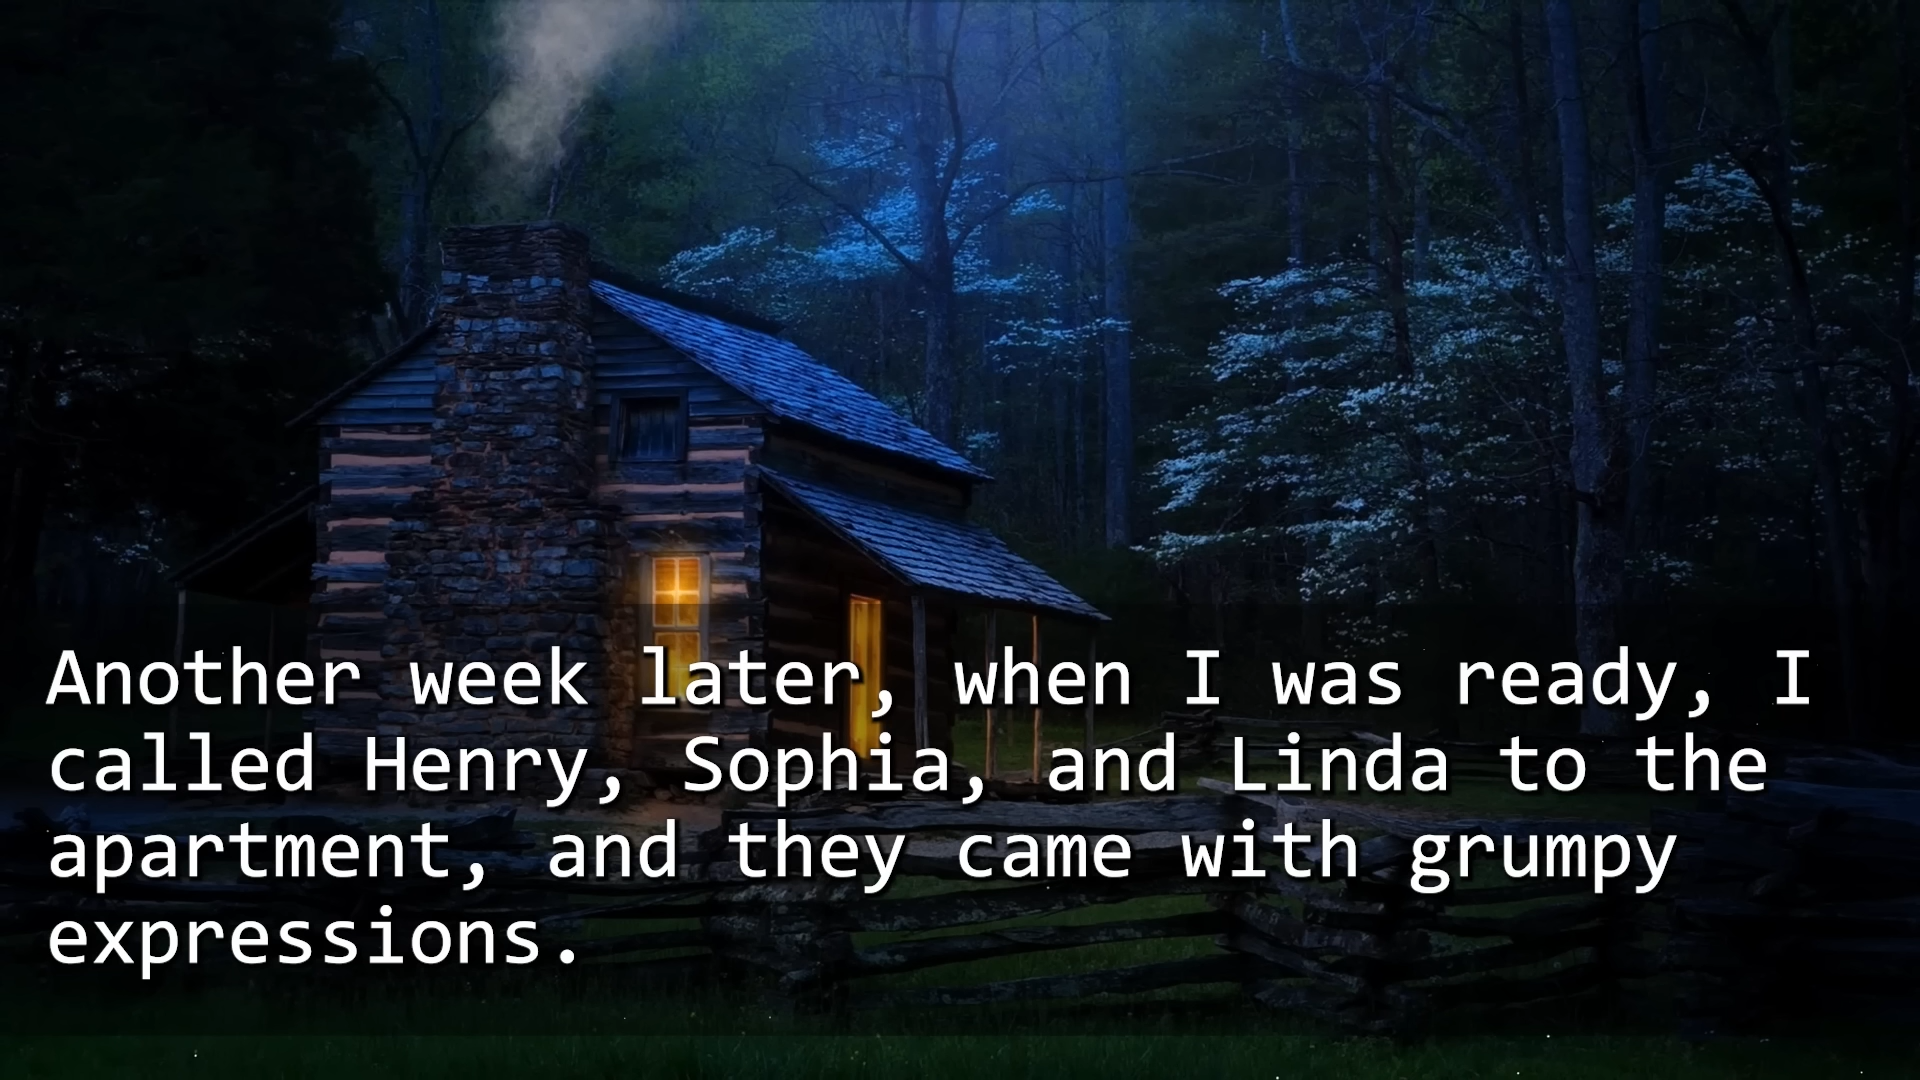 Another week later, when I was ready, I
called Henry, Sophia, and Linda to the
apartment, and they came with grumpy
expressions.